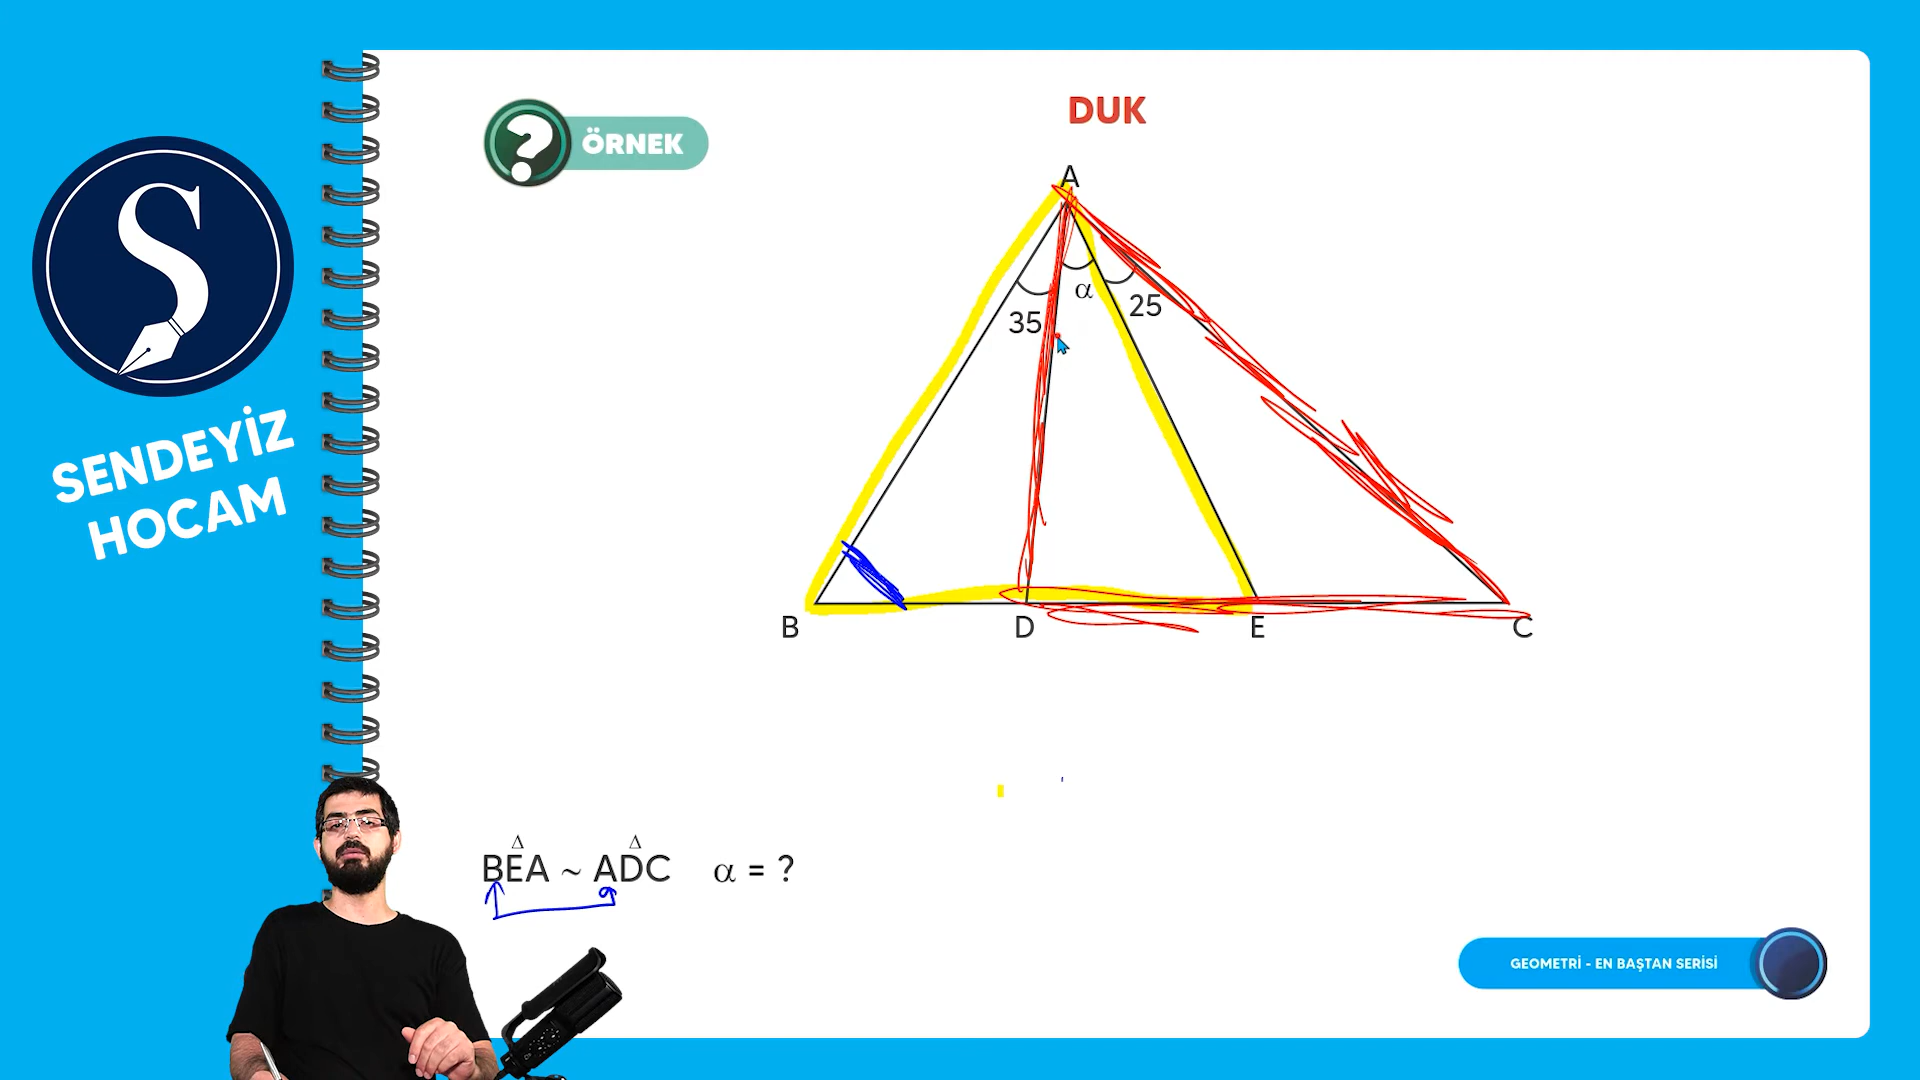 DUK
? ÖRNEK
A
α
25
35
B D E C
S
SENDEYİZ
HOCAM
Δ Δ
BEA ~ ADC α = ?
GEOMETRİ - EN BAŞTAN SERİSİ